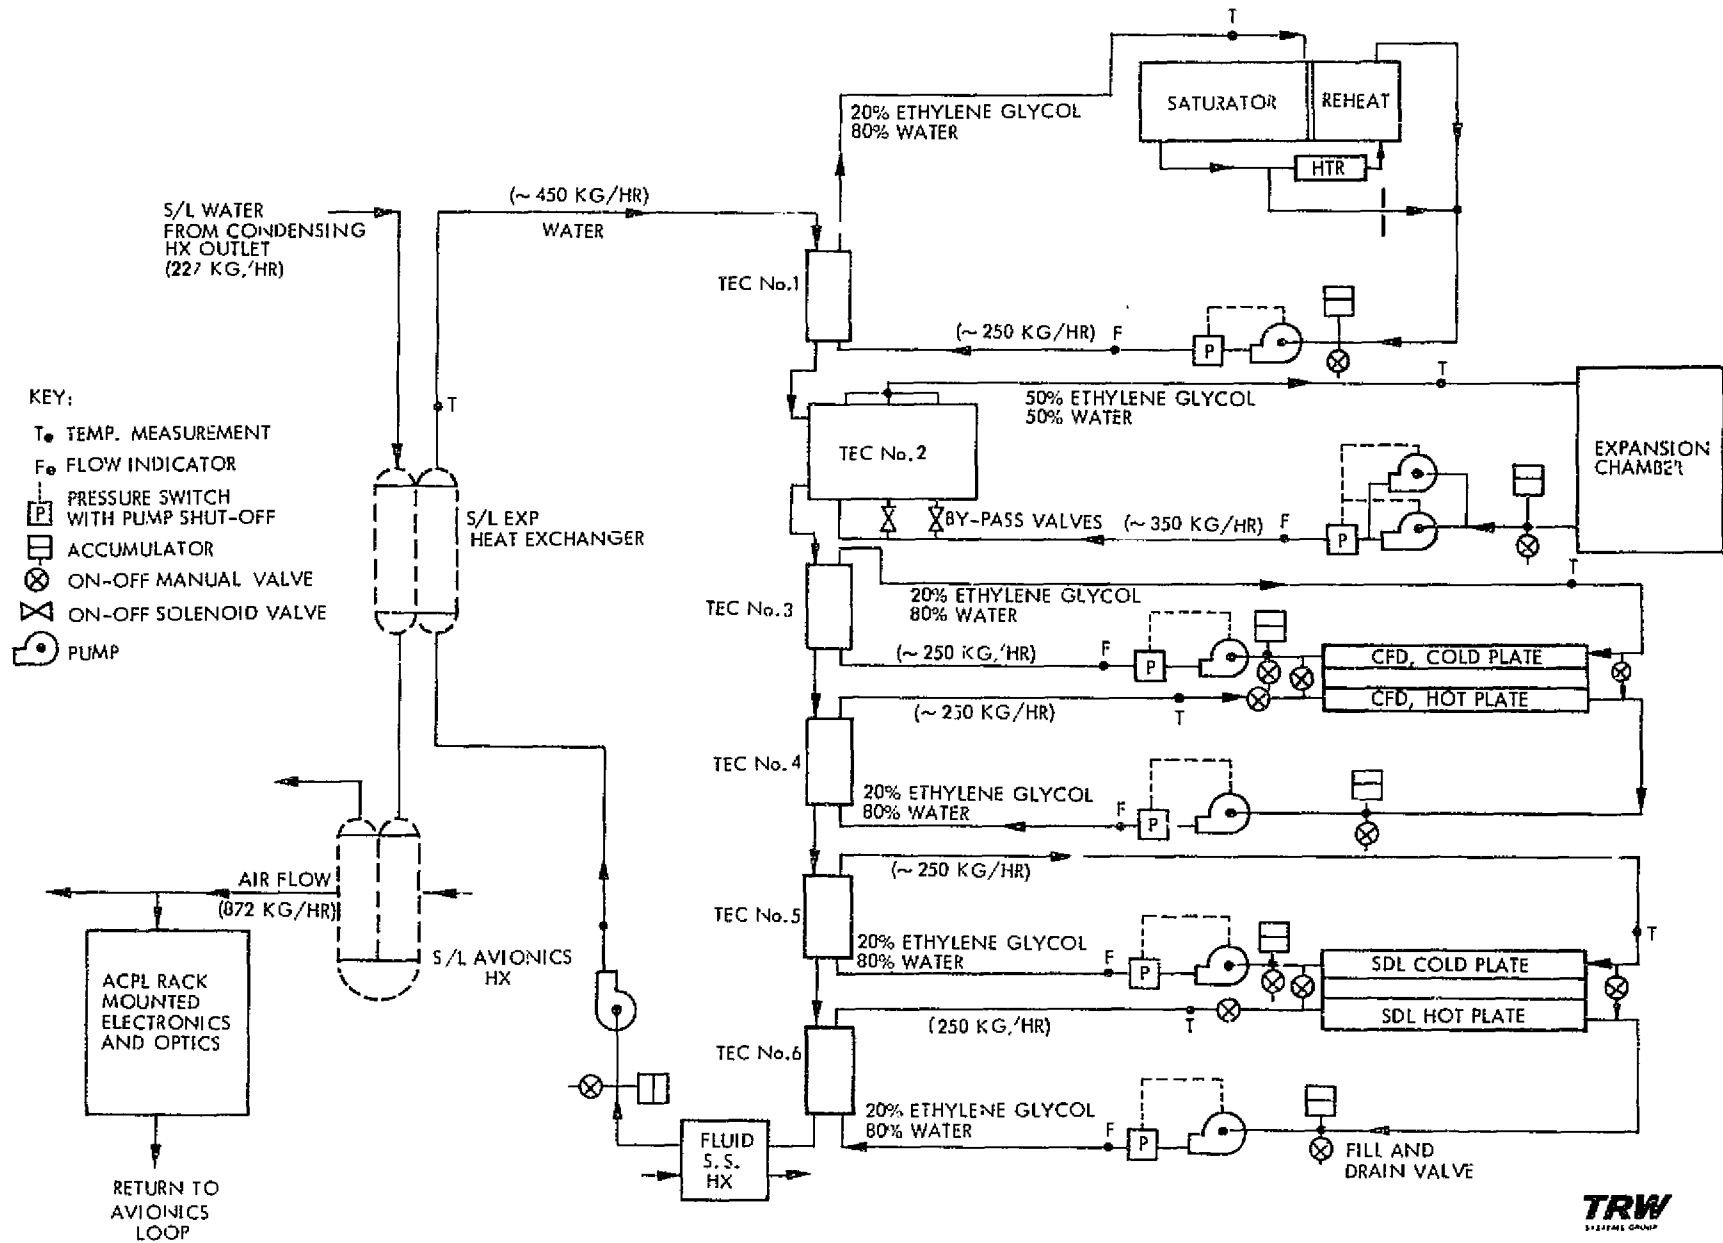 T
20% ETHYLENE GLYCOL
80% WATER
SATURATOR
REHEAT
HTR
S/L WATER
FROM CONDENSING
HX OUTLET
(227 KG,'HR)
(~ 450 KG/HR)
WATER
TEC No.1
(~ 250 KG/HR)
F
P
T
KEY:
T TEMP. MEASUREMENT
F FLOW INDICATOR
P
PRESSURE SWITCH
WITH PUMP SHUT-OFF
ACCUMULATOR
ON-OFF MANUAL VALVE
ON-OFF SOLENOID VALVE
PUMP
S/L EXP
HEAT EXCHANGER
T
50% ETHYLENE GLYCOL
50% WATER
TEC No.2
EXPANSION
CHAMBER
BY-PASS VALVES
(~ 350 KG/HR)
F
P
TEC No.3
20% ETHYLENE GLYCOL
80% WATER
T
(~ 250 KG,'HR)
F
P
CFD, COLD PLATE
CFD, HOT PLATE
(~ 250 KG/HR)
T
TEC No.4
20% ETHYLENE GLYCOL
80% WATER
F
P
(~ 250 KG/HR)
TEC No.5
20% ETHYLENE GLYCOL
80% WATER
F
P
T
SDL COLD PLATE
SDL HOT PLATE
(250 KG,'HR)
T
TEC No.6
20% ETHYLENE GLYCOL
80% WATER
F
P
FILL AND
DRAIN VALVE
AIR FLOW
(872 KG/HR)
S/L AVIONICS
HX
ACPL RACK
MOUNTED
ELECTRONICS
AND OPTICS
RETURN TO
AVIONICS
LOOP
FLUID
S.S.
HX
TRW
SYSTEMS GROUP